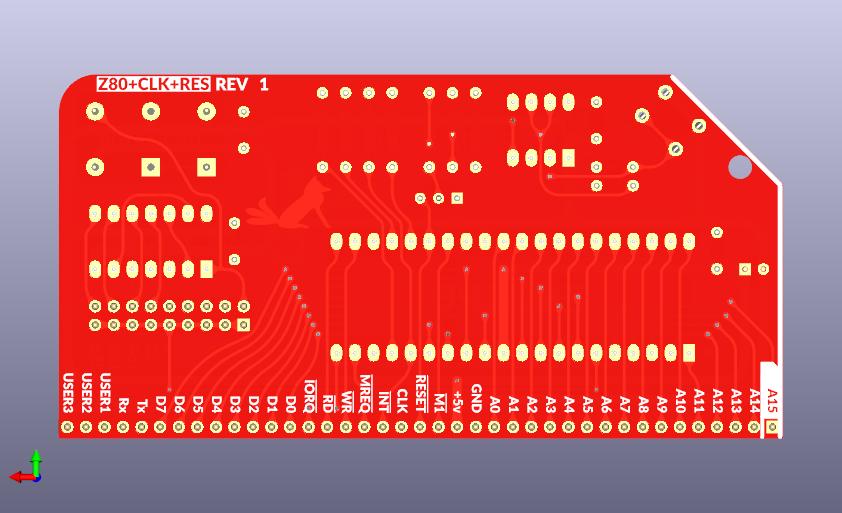 Z80+CLK+RES REV 1
USER3 USER2 USER1 Rx Tx D7 D6 D5 D4 D3 D2 D1 D0 IORQ RD WR MREQ INT CLK RESET M1 +5v GND A0 A1 A2 A3 A4 A5 A6 A7 A8 A9 A10 A11 A12 A13 A14 A15